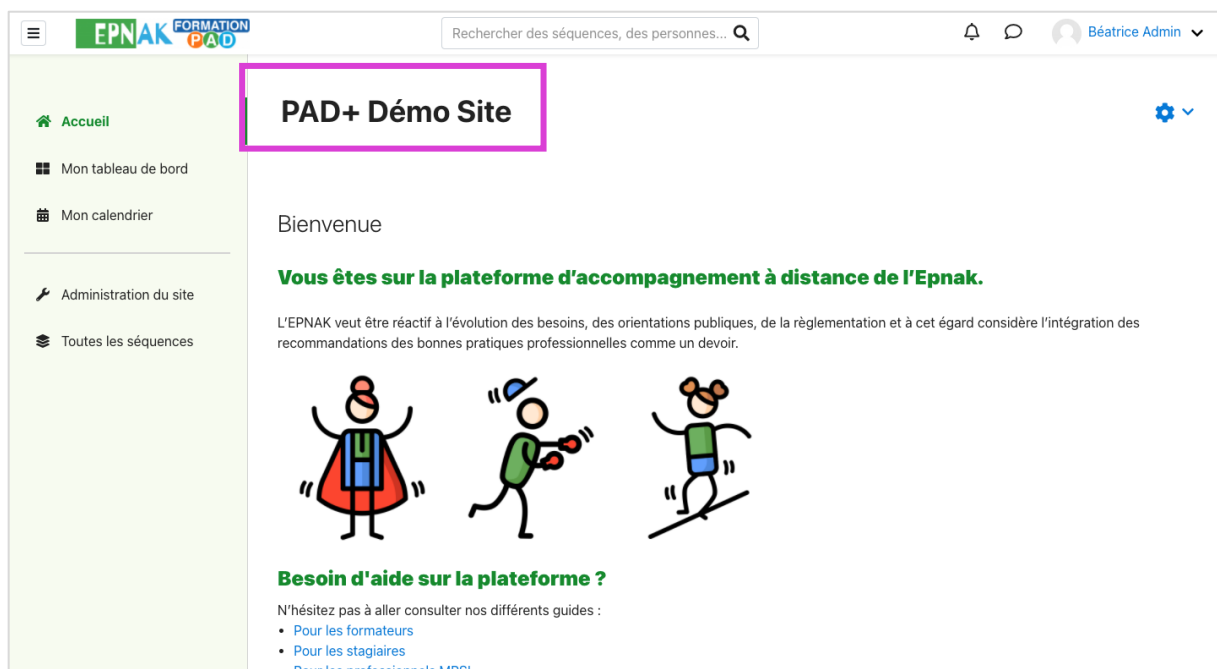 EPNAK FORMATION
PAD
Rechercher des séquences, des personnes...
Béatrice Admin
PAD+ Démo Site
Accueil
Mon tableau de bord
Mon calendrier
Administration du site
Toutes les séquences
Bienvenue
Vous êtes sur la plateforme d’accompagnement à distance de l’Epnak.
L’EPNAK veut être réactif à l’évolution des besoins, des orientations publiques, de la règlementation et à cet égard considère l’intégration des
recommandations des bonnes pratiques professionnelles comme un devoir.
Besoin d'aide sur la plateforme ?
N’hésitez pas à aller consulter nos différents guides :
• Pour les formateurs
• Pour les stagiaires
Pour les professionnels MPSI